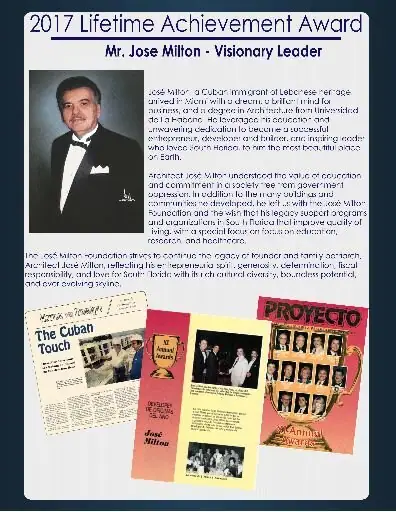 2017 Lifetime Achievement Award
Mr. Jose Milton - Visionary Leader
José Milton, a Cuban immigrant of Lebanese heritage,
arrived in Miami with a dream, a brilliant mind for
business, and a degree in Architecture from Universidad
de La Habana. He leveraged his education and
unwavering dedication to become a successful
entrepreneur, developer and builder, and inspiring leader
who loved South Florida, to him the most beautiful place
on Earth.
Architect José Milton understood the value of education
and commitment in a society free from government
oppression. In addition to the many buildings and
communities he developed, he left us with the José Milton
Foundation and the wish that his legacy support programs
and organizations in South Florida that improve quality of
living, with a special focus on focus on education,
research, and healthcare.
The José Milton Foundation strives to continue the legacy of founder and family patriarch,
Architect José Milton, reflecting his entrepreneurial spirit, generosity, determination, fiscal
responsibility, and love for South Florida with its rich cultural diversity, boundless potential,
and ever evolving skyline.
The Cuban
Touch
XI
Annual
Awards
DEVELOPER
José
Milton
PROYECTO
XI Annual
Awards